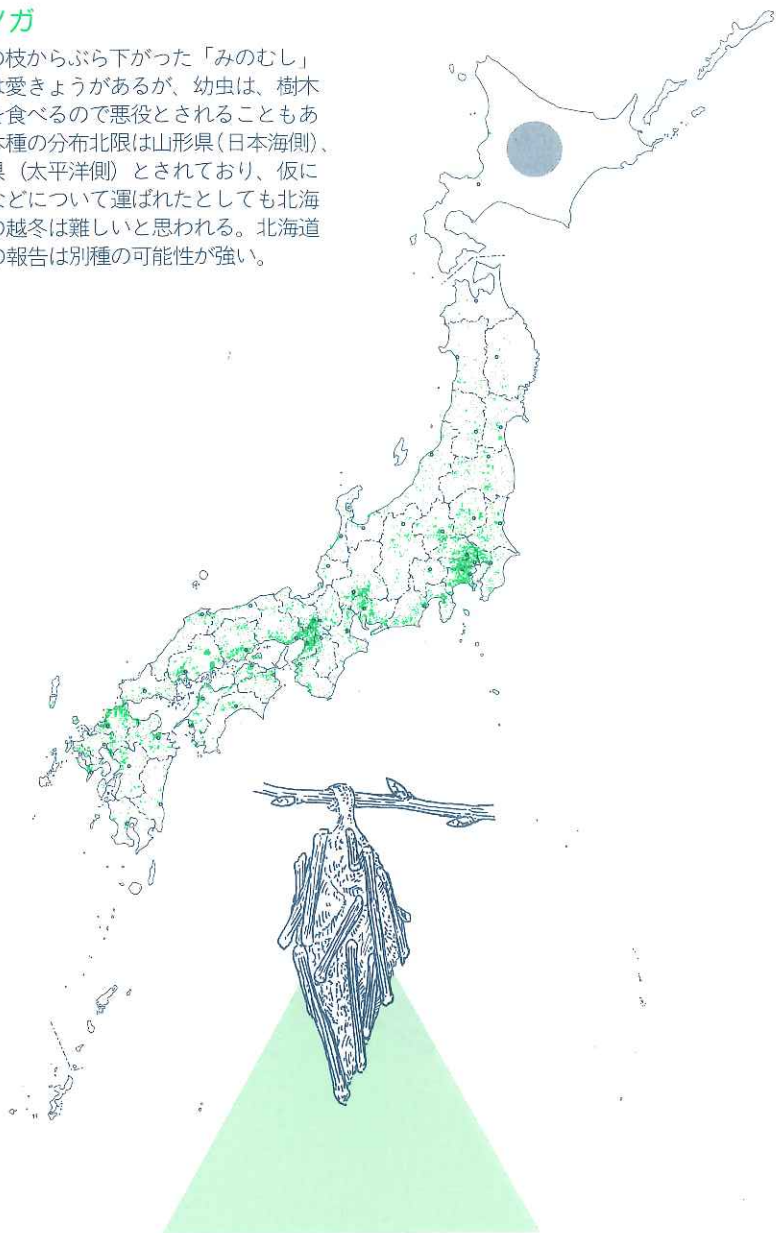 ノガ
の枝からぶら下がった「みのむし」
は愛きょうがあるが、幼虫は、樹木
を食べるので悪役とされることもあ
本種の分布北限は山形県(日本海側)、
県(太平洋側)とされており、仮に
などについて運ばれたとしても北海
の越冬は難しいと思われる。北海道
の報告は別種の可能性が強い。